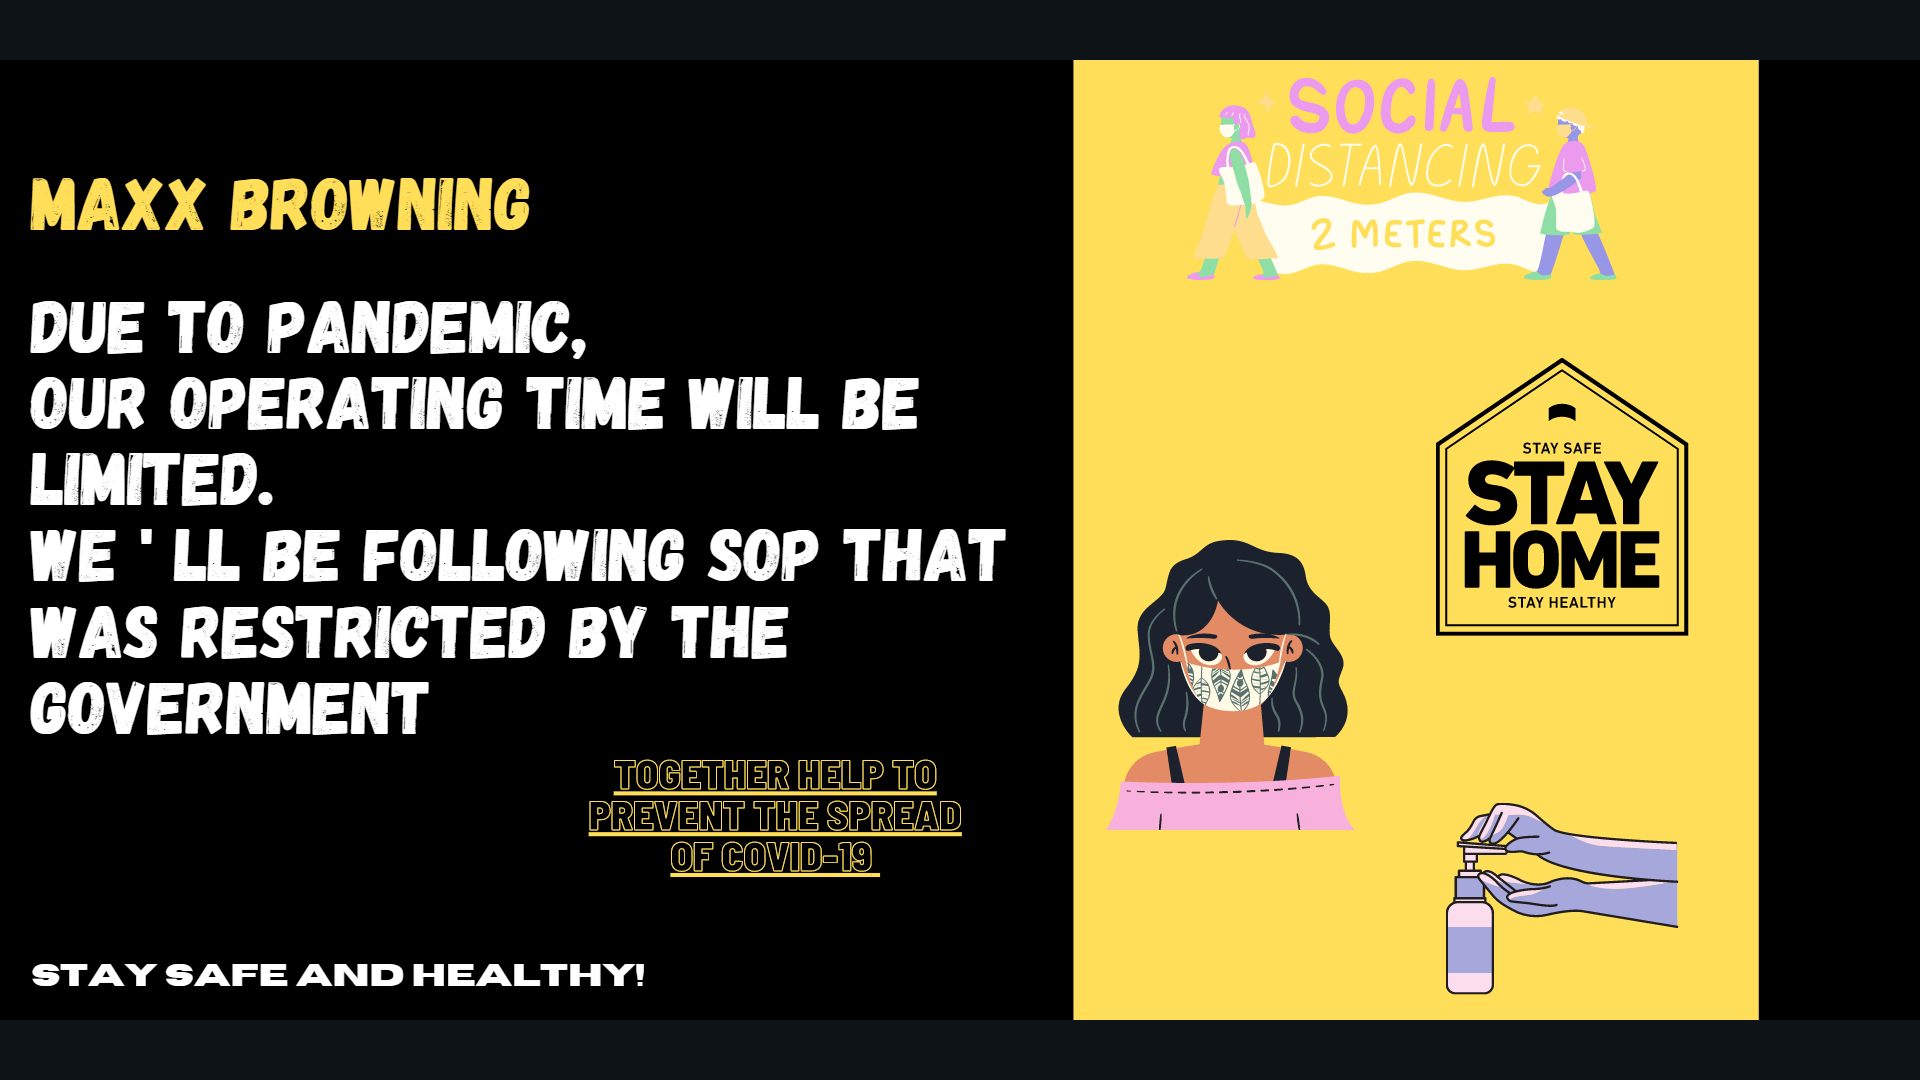 MAXX BROWNING
DUE TO PANDEMIC,
OUR OPERATING TIME WILL BE
LIMITED.
WE ' LL BE FOLLOWING SOP THAT
WAS RESTRICTED BY THE
GOVERNMENT
TOGETHER HELP TO
PREVENT THE SPREAD
OF COVID-19
STAY SAFE AND HEALTHY!
SOCIAL
DISTANCING
2 METERS
STAY SAFE
STAY
HOME
STAY HEALTHY